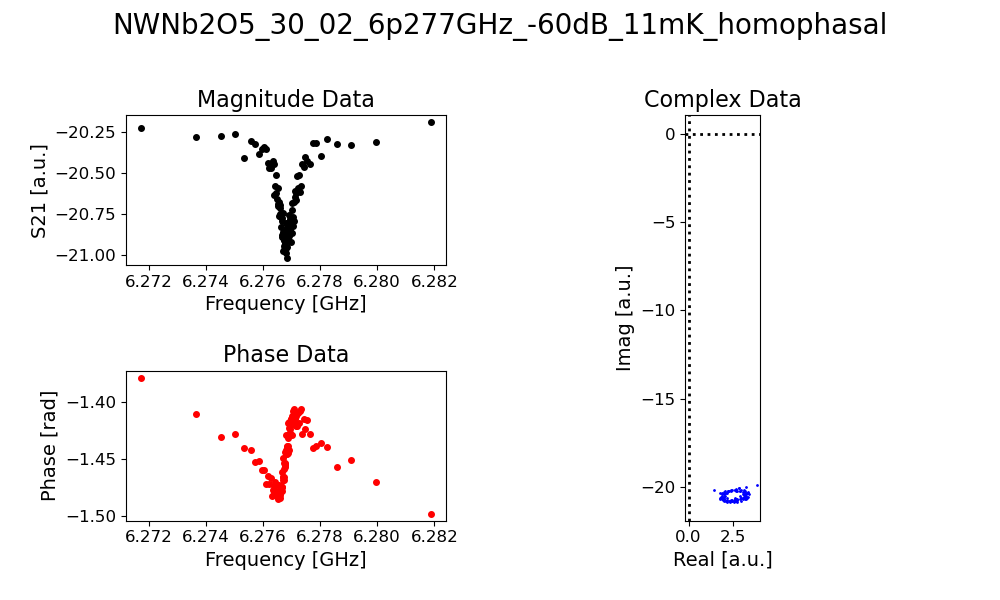 NWNb2O5_30_02_6p277GHz_-60dB_11mK_homophasal
Magnitude Data
S21 [a.u.]
−20.25
−20.50
−20.75
−21.00
6.272 6.274 6.276 6.278 6.280 6.282
Frequency [GHz]
Phase Data
Phase [rad]
−1.40
−1.45
−1.50
6.272 6.274 6.276 6.278 6.280 6.282
Frequency [GHz]
Complex Data
Imag [a.u.]
0
−5
−10
−15
−20
0.0 2.5
Real [a.u.]